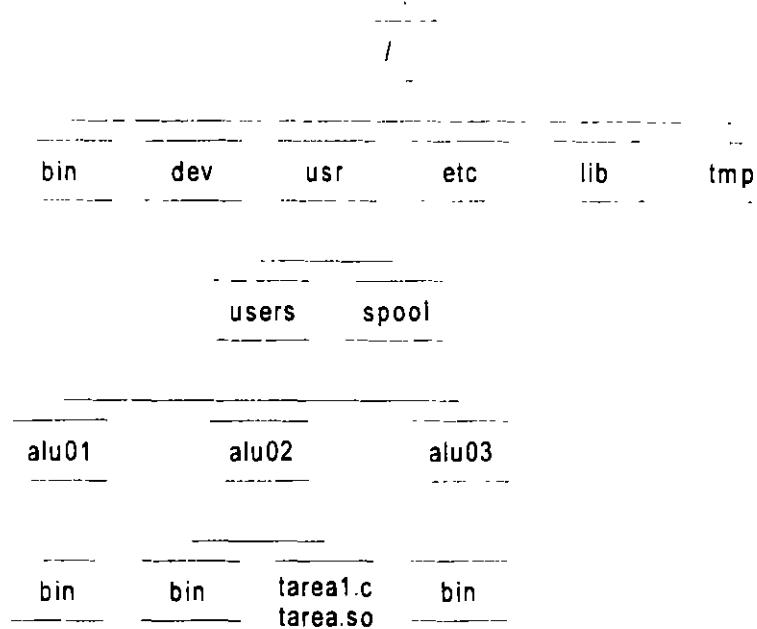 /
bin dev usr etc lib tmp
users spool
alu01 alu02 alu03
bin bin tarea1.c bin
tarea.so